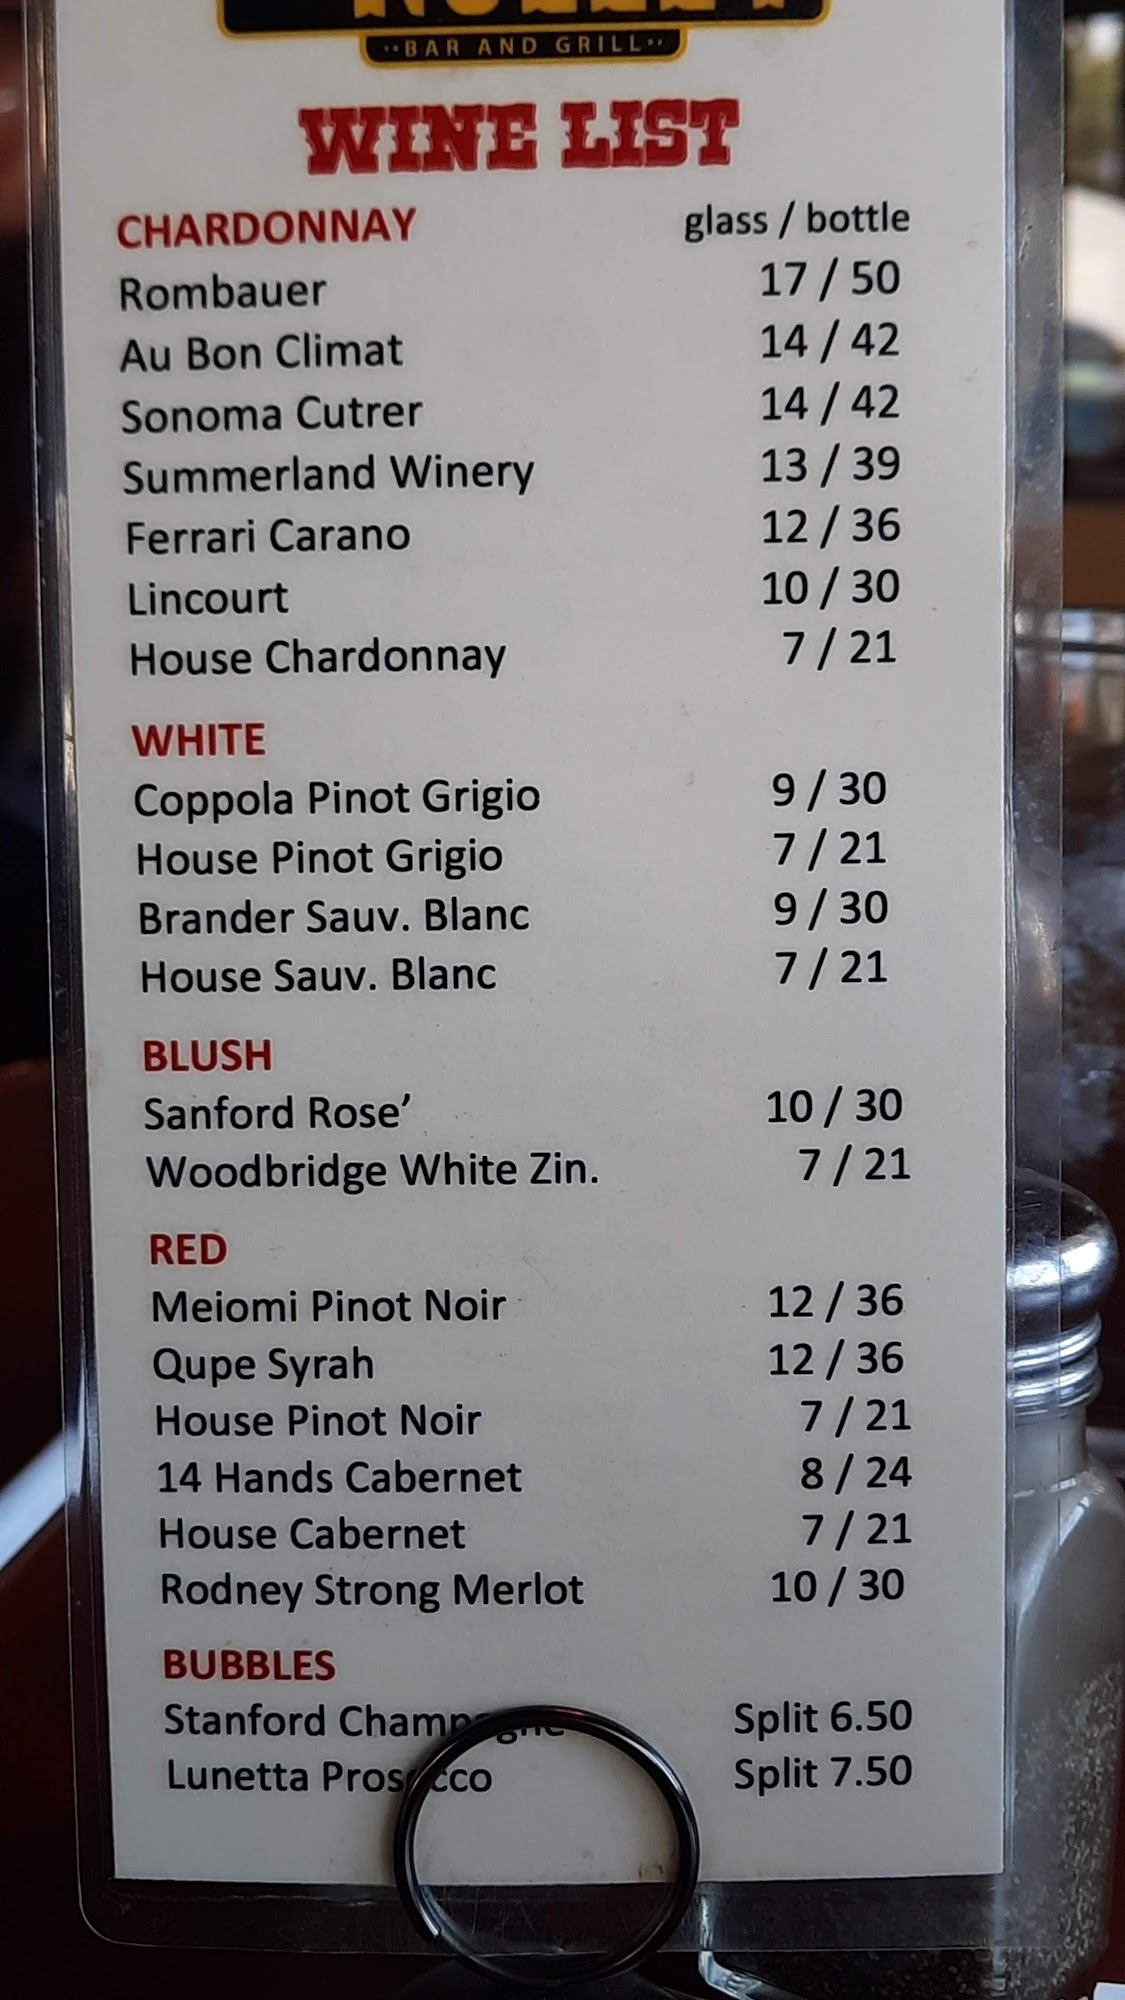 ··BAR AND GRILL··
WINE LIST
CHARDONNAY glass / bottle
Rombauer 17 / 50
Au Bon Climat 14 / 42
Sonoma Cutrer 14 / 42
Summerland Winery 13 / 39
Ferrari Carano 12 / 36
Lincourt 10 / 30
House Chardonnay 7 / 21
WHITE
Coppola Pinot Grigio 9 / 30
House Pinot Grigio 7 / 21
Brander Sauv. Blanc 9 / 30
House Sauv. Blanc 7 / 21
BLUSH
Sanford Rose’ 10 / 30
Woodbridge White Zin. 7 / 21
RED
Meiomi Pinot Noir 12 / 36
Qupe Syrah 12 / 36
House Pinot Noir 7 / 21
14 Hands Cabernet 8 / 24
House Cabernet 7 / 21
Rodney Strong Merlot 10 / 30
BUBBLES
Stanford Champagne Split 6.50
Lunetta Prosecco Split 7.50